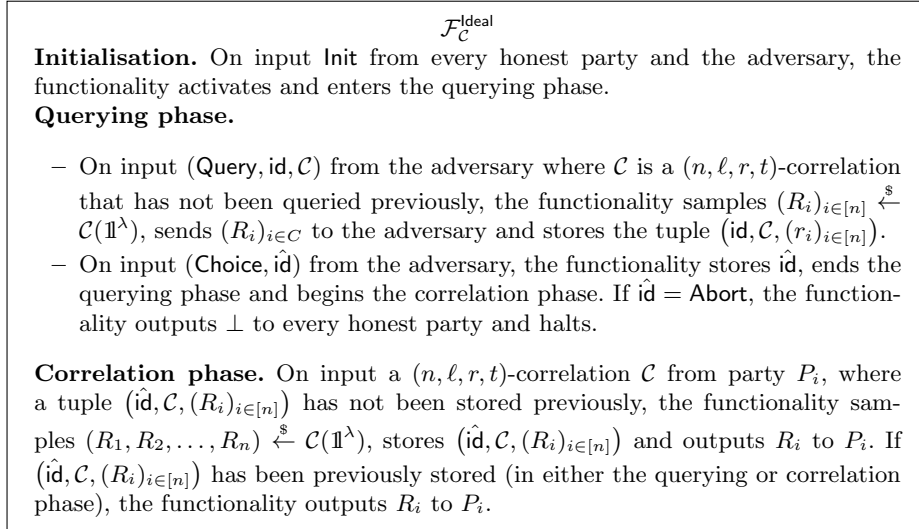 𝓕_𝒞^Ideal
Initialisation. On input Init from every honest party and the adversary, the
functionality activates and enters the querying phase.
Querying phase.
– On input (Query, id, 𝒞) from the adversary where 𝒞 is a (n, ℓ, r, t)-correlation
that has not been queried previously, the functionality samples (R_i)_{i∈[n]} ←^$
𝒞(𝟙^λ), sends (R_i)_{i∈C} to the adversary and stores the tuple (id, 𝒞, (r_i)_{i∈[n]}).
– On input (Choice, îd) from the adversary, the functionality stores îd, ends the
querying phase and begins the correlation phase. If îd = Abort, the function-
ality outputs ⊥ to every honest party and halts.
Correlation phase. On input a (n, ℓ, r, t)-correlation 𝒞 from party P_i, where
a tuple (îd, 𝒞, (R_i)_{i∈[n]}) has not been stored previously, the functionality sam-
ples (R_1, R_2, . . . , R_n) ←^$ 𝒞(𝟙^λ), stores (îd, 𝒞, (R_i)_{i∈[n]}) and outputs R_i to P_i. If
(îd, 𝒞, (R_i)_{i∈[n]}) has been previously stored (in either the querying or correlation
phase), the functionality outputs R_i to P_i.